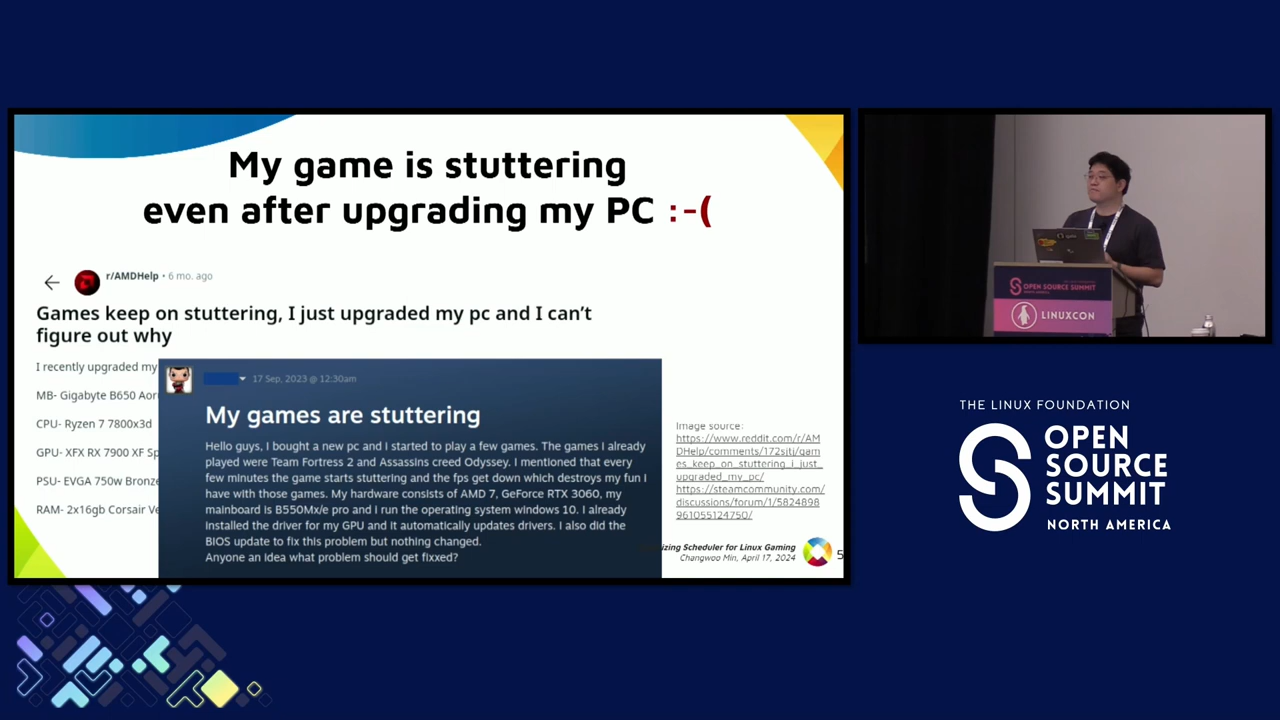 My game is stuttering
even after upgrading my PC :-(
r/AMDHelp • 6 mo. ago
Games keep on stuttering, I just upgraded my pc and I can't
figure out why
I recently upgraded my
MB- Gigabyte B650
CPU- Ryzen 7 7800x3d
GPU- XFX RX 7900 XF
PSU- EVGA 750w Bronze
RAM- 2x16gb Corsair
17 Sep, 2023 @ 12:30am
My games are stuttering
Hello guys, I bought a new pc and I started to play a few games. The games I already
played were Team Fortress 2 and Assassins creed Odyssey. I mentioned that every
few minutes the game starts stuttering and the fps get down which destroys my fun I
have with those games. My hardware consists of AMD 7, GeForce RTX 3060, my
mainboard is B550Mx/e pro and I run the operating system windows 10. I already
installed the driver for my GPU and it automatically updates drivers. I also did the
BIOS update to fix this problem but nothing changed.
Anyone an idea what problem should get fixxed?
Image source:
https://www.reddit.com/r/AM
DHelp/comments/172sitj/gam
es_keep_on_stuttering_i_just_
upgraded_my_pc/
https://steamcommunity.com/
discussions/forum/1/5824898
961055124750/
Scheduler for Linux Gaming
Changwoo Min, April 17, 2024
5
OPEN SOURCE SUMMIT
LINUXCON
THE LINUX FOUNDATION
OPEN
SOURCE
SUMMIT
NORTH AMERICA